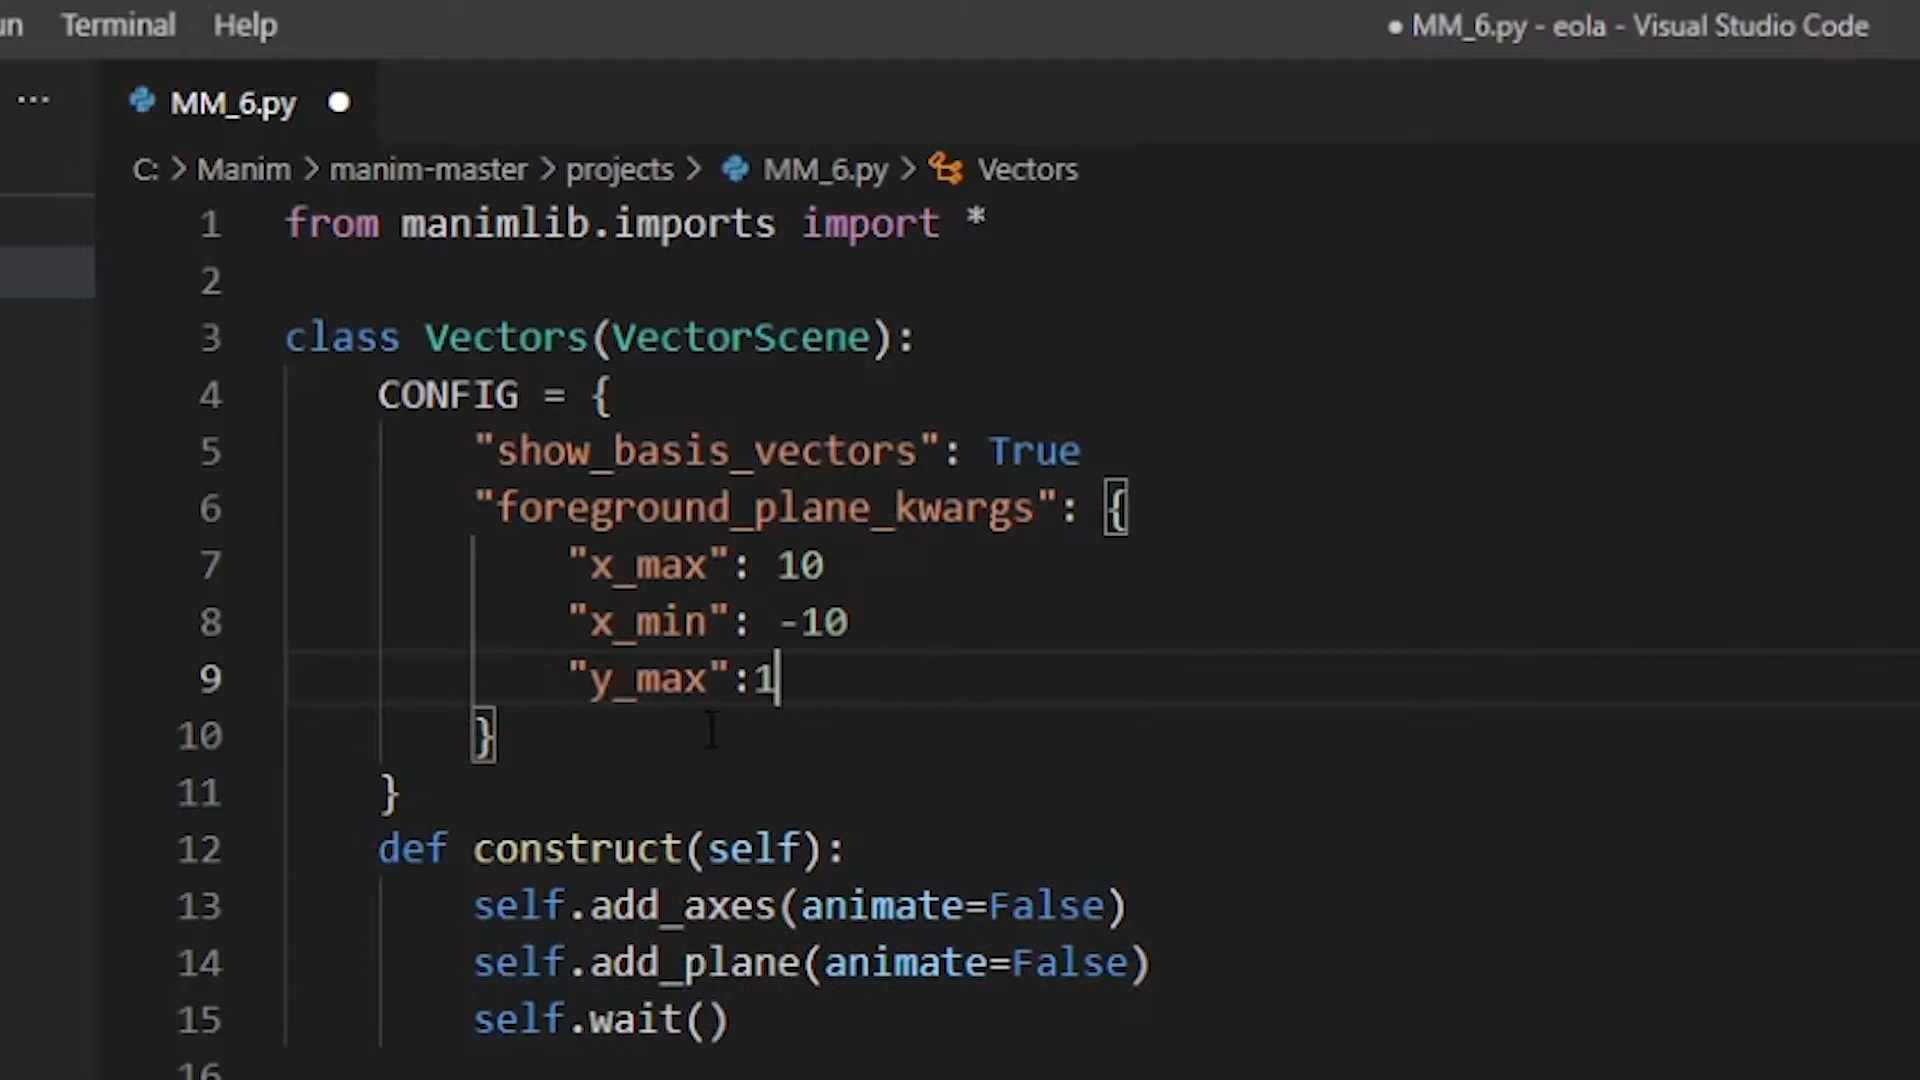 un Terminal Help ● MM_6.py - eola - Visual Studio Code
... MM_6.py ●
C: > Manim > manim-master > projects > MM_6.py > Vectors
1 from manimlib.imports import *
2
3 class Vectors(VectorScene):
4     CONFIG = {
5         "show_basis_vectors": True
6         "foreground_plane_kwargs": {
7             "x_max": 10
8             "x_min": -10
9             "y_max":1
10         }
11     }
12     def construct(self):
13         self.add_axes(animate=False)
14         self.add_plane(animate=False)
15         self.wait()
16